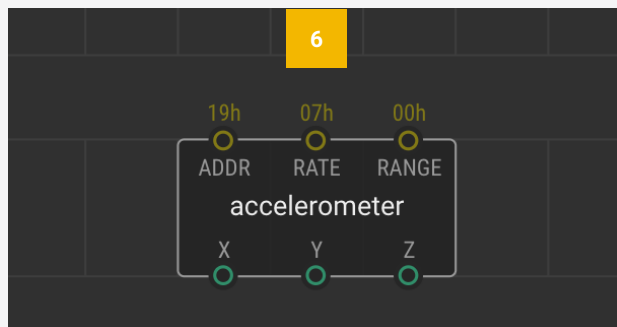 6
19h 07h 00h
ADDR RATE RANGE
accelerometer
X Y Z